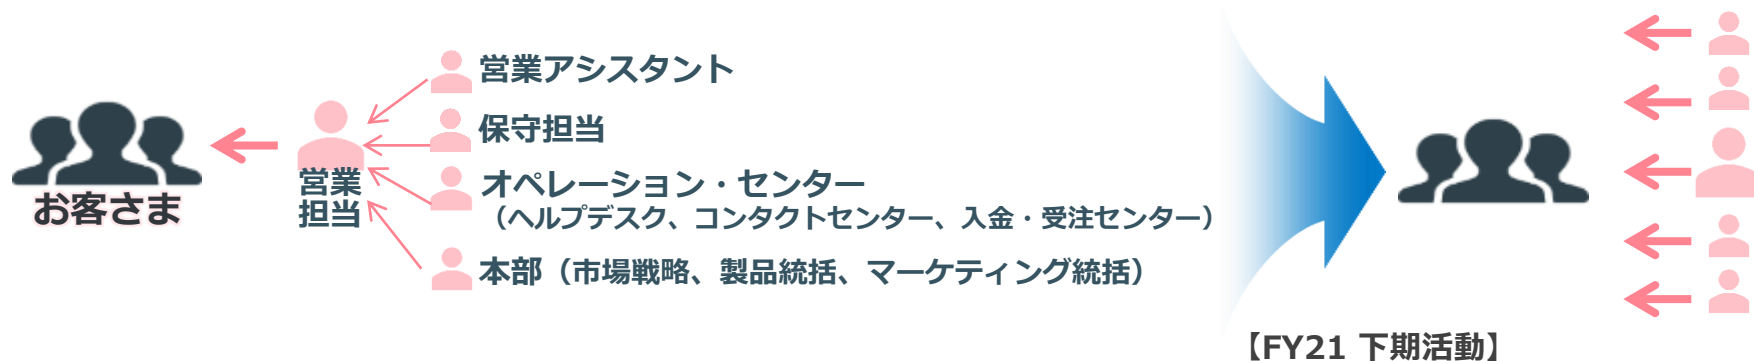 営業アシスタント
保守担当
オペレーション・センター
（ヘルプデスク、コンタクトセンター、入金・受注センター）
本部（市場戦略、製品統括、マーケティング統括）
営業
担当
お客さま
【FY21 下期活動】